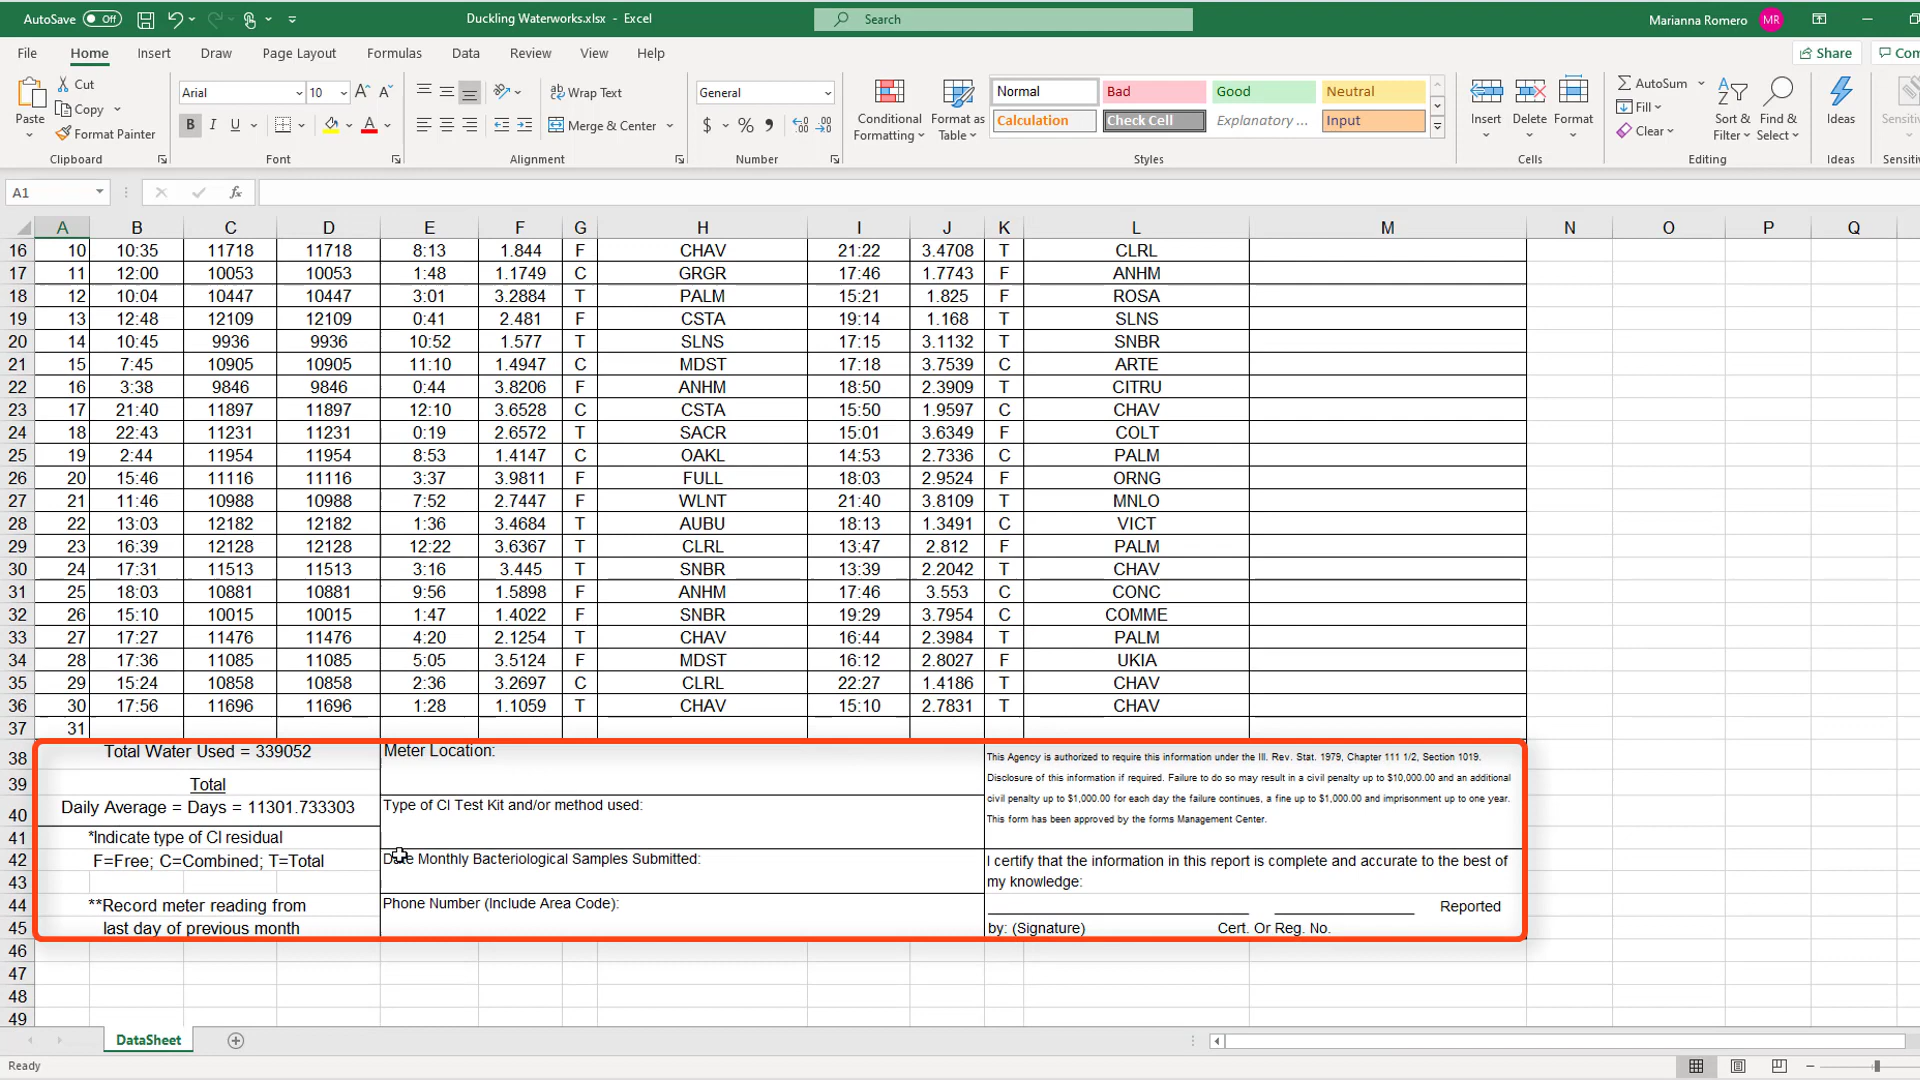 AutoSave Off Duckling Waterworks.xlsx - Excel Search Marianna Romero MR
File Home Insert Draw Page Layout Formulas Data Review View Help Share
Cut
Copy
Format Painter
Paste
Clipboard
Arial 10
B I U
Font
Wrap Text
Merge & Center
Alignment
General
$ % ,
Number
Conditional Formatting
Format as Table
Normal Bad Good Neutral
Calculation Check Cell Explanatory ... Input
Styles
Insert Delete Format
Cells
AutoSum
Fill
Clear
Sort & Filter
Find & Select
Editing
Ideas
Ideas
A1 fx
A B C D E F G H I J K L M N O P Q
16 10 10:35 11718 11718 8:13 1.844 F CHAV 21:22 3.4708 T CLRL
17 11 12:00 10053 10053 1:48 1.1749 C GRGR 17:46 1.7743 F ANHM
18 12 10:04 10447 10447 3:01 3.2884 T PALM 15:21 1.825 F ROSA
19 13 12:48 12109 12109 0:41 2.481 F CSTA 19:14 1.168 T SLNS
20 14 10:45 9936 9936 10:52 1.577 T SLNS 17:15 3.1132 T SNBR
21 15 7:45 10905 10905 11:10 1.4947 C MDST 17:18 3.7539 C ARTE
22 16 3:38 9846 9846 0:44 3.8206 F ANHM 18:50 2.3909 T CITRU
23 17 21:40 11897 11897 12:10 3.6528 C CSTA 15:50 1.9597 C CHAV
24 18 22:43 11231 11231 0:19 2.6572 T SACR 15:01 3.6349 F COLT
25 19 2:44 11954 11954 8:53 1.4147 C OAKL 14:53 2.7336 C PALM
26 20 15:46 11116 11116 3:37 3.9811 F FULL 18:03 2.9524 F ORNG
27 21 11:46 10988 10988 7:52 2.7447 F WLNT 21:40 3.8109 T MNLO
28 22 13:03 12182 12182 1:36 3.4684 T AUBU 18:13 1.3491 C VICT
29 23 16:39 12128 12128 12:22 3.6367 T CLRL 13:47 2.812 F PALM
30 24 17:31 11513 11513 3:16 3.445 T SNBR 13:39 2.2042 T CHAV
31 25 18:03 10881 10881 9:56 1.5898 F ANHM 17:46 3.553 C CONC
32 26 15:10 10015 10015 1:47 1.4022 F SNBR 19:29 3.7954 C COMME
33 27 17:27 11476 11476 4:20 2.1254 T CHAV 16:44 2.3984 T PALM
34 28 17:36 11085 11085 5:05 3.5124 F MDST 16:12 2.8027 F UKIA
35 29 15:24 10858 10858 2:36 3.2697 C CLRL 22:27 1.4186 T CHAV
36 30 17:56 11696 11696 1:28 1.1059 T CHAV 15:10 2.7831 T CHAV
37 31
38
39
40
41
42
43
44
45
46
47
48
49
Total Water Used = 339052
Total
Daily Average = Days = 11301.733303
*Indicate type of Cl residual
F=Free; C=Combined; T=Total
**Record meter reading from
last day of previous month
Meter Location:
Type of Cl Test Kit and/or method used:
Date Monthly Bacteriological Samples Submitted:
Phone Number (Include Area Code):
This Agency is authorized to require this information under the Ill. Rev. Stat. 1979, Chapter 111 1/2, Section 1019.
Disclosure of this information if required. Failure to do so may result in a civil penalty up to $10,000.00 and an additional
civil penalty up to $1,000.00 for each day the failure continues, a fine up to $1,000.00 and imprisonment up to one year.
This form has been approved by the forms Management Center.
I certify that the information in this report is complete and accurate to the best of
my knowledge:
Reported
by: (Signature) Cert. Or Reg. No.
DataSheet
Ready